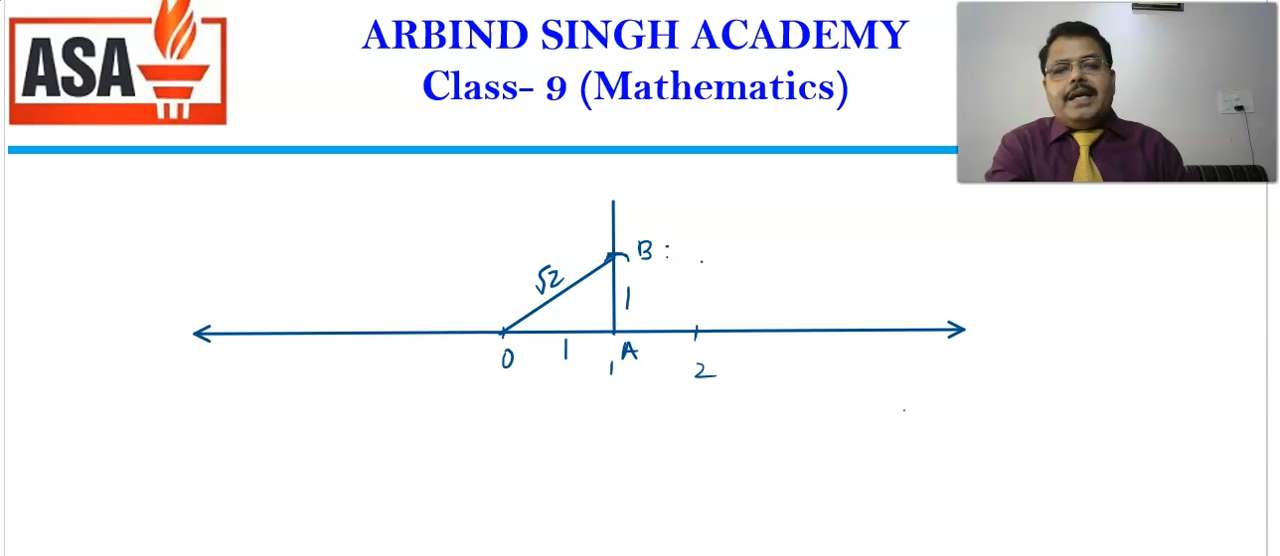 ASA
ARBIND SINGH ACADEMY
Class- 9 (Mathematics)
B :
√2
1
0 1 A
1 2